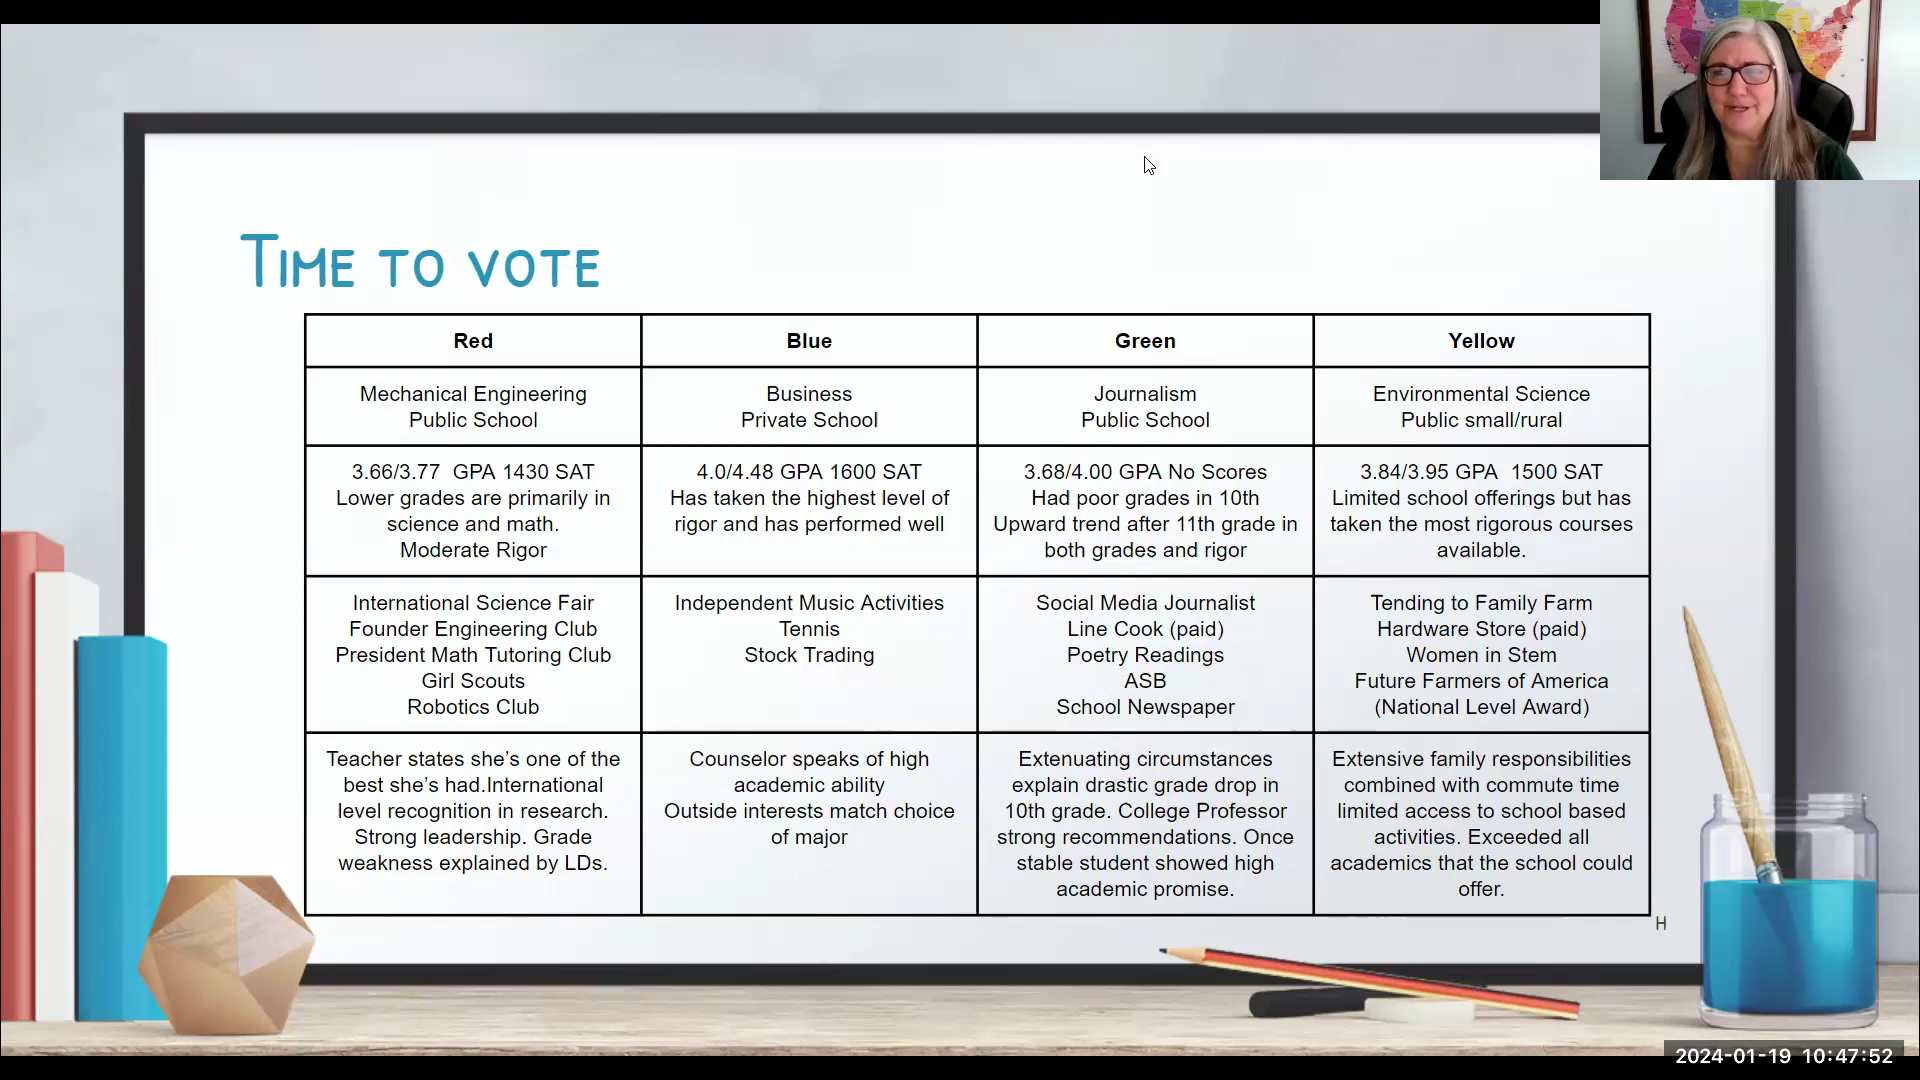 Time to vote
Red
Blue
Green
Yellow
Mechanical Engineering
Public School
Business
Private School
Journalism
Public School
Environmental Science
Public small/rural
3.66/3.77 GPA 1430 SAT
Lower grades are primarily in
science and math.
Moderate Rigor
4.0/4.48 GPA 1600 SAT
Has taken the highest level of
rigor and has performed well
3.68/4.00 GPA No Scores
Had poor grades in 10th
Upward trend after 11th grade in
both grades and rigor
3.84/3.95 GPA 1500 SAT
Limited school offerings but has
taken the most rigorous courses
available.
International Science Fair
Founder Engineering Club
President Math Tutoring Club
Girl Scouts
Robotics Club
Independent Music Activities
Tennis
Stock Trading
Social Media Journalist
Line Cook (paid)
Poetry Readings
ASB
School Newspaper
Tending to Family Farm
Hardware Store (paid)
Women in Stem
Future Farmers of America
(National Level Award)
Teacher states she’s one of the
best she’s had.International
level recognition in research.
Strong leadership. Grade
weakness explained by LDs.
Counselor speaks of high
academic ability
Outside interests match choice
of major
Extenuating circumstances
explain drastic grade drop in
10th grade. College Professor
strong recommendations. Once
stable student showed high
academic promise.
Extensive family responsibilities
combined with commute time
limited access to school based
activities. Exceeded all
academics that the school could
offer.
H
2024-01-19 10:47:52